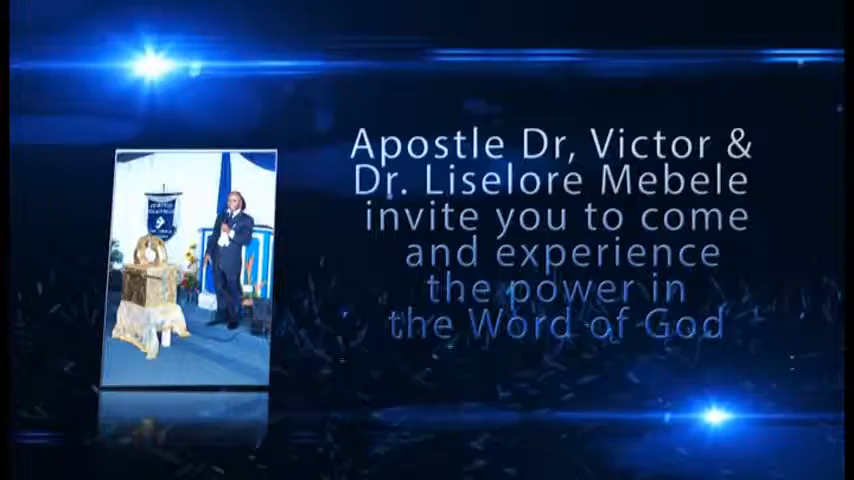 Apostle Dr, Victor &
Dr. Liselore Mebele
invite you to come
and experience
the power in
the Word of God